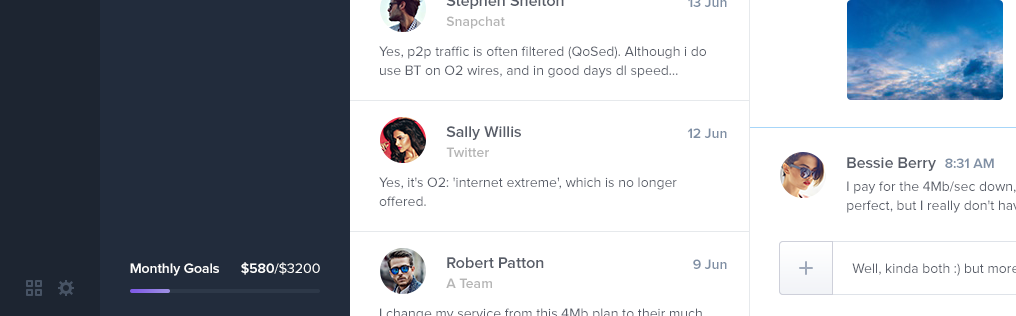 Monthly Goals $580/$3200
Stephen Shelton 13 Jun
Snapchat
Yes, p2p traffic is often filtered (QoSed). Although i do
use BT on O2 wires, and in good days dl speed...
Sally Willis 12 Jun
Twitter
Yes, it's O2: 'internet extreme', which is no longer
offered.
Robert Patton 9 Jun
A Team
I change my service from this 4Mb plan to their much
Bessie Berry 8:31 AM
I pay for the 4Mb/sec down,
perfect, but I really don't hav
Well, kinda both :) but more